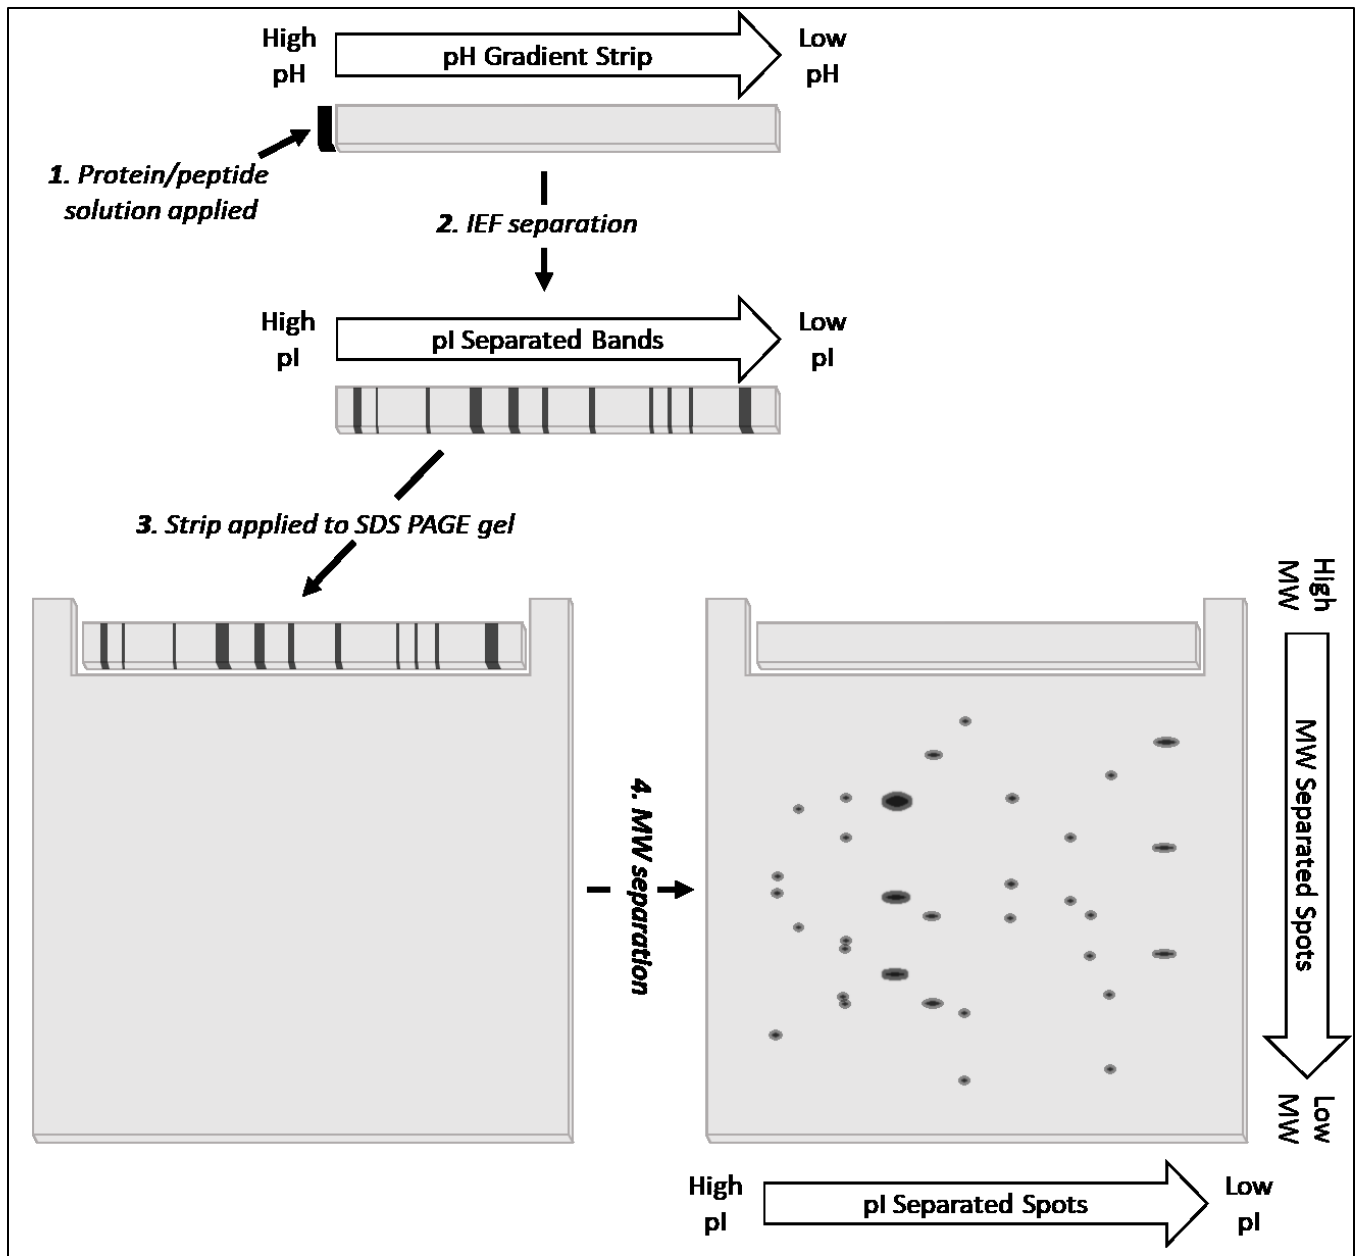 High
pH
pH Gradient Strip
Low
pH
1. Protein/peptide
solution applied
2. IEF separation
High
pI
pI Separated Bands
Low
pI
3. Strip applied to SDS PAGE gel
4. MW separation
High
MW
MW Separated Spots
Low
MW
High
pI
pI Separated Spots
Low
pI